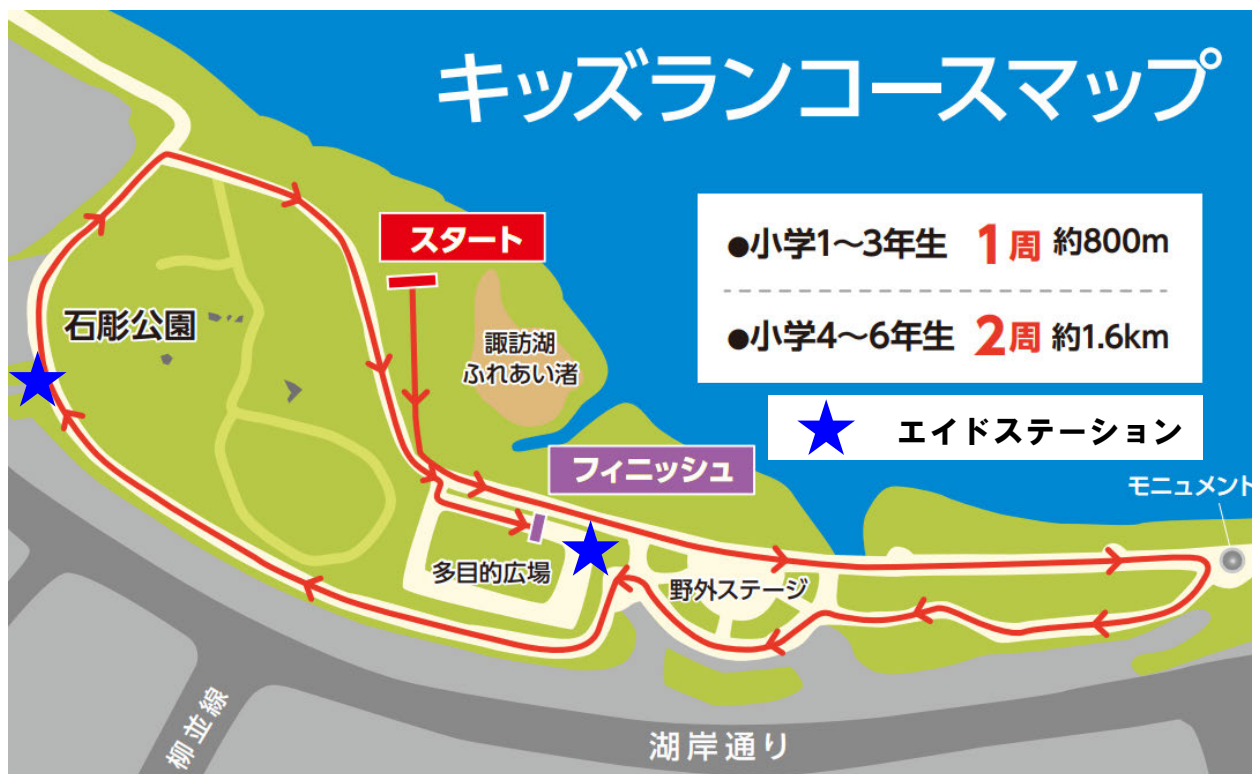 キッズランコースマップ
●小学1～3年生 1周 約800m
●小学4～6年生 2周 約1.6km
エイドステーション
スタート
石彫公園
諏訪湖
ふれあい渚
フィニッシュ
モニュメント
多目的広場
野外ステージ
柳並線
湖岸通り